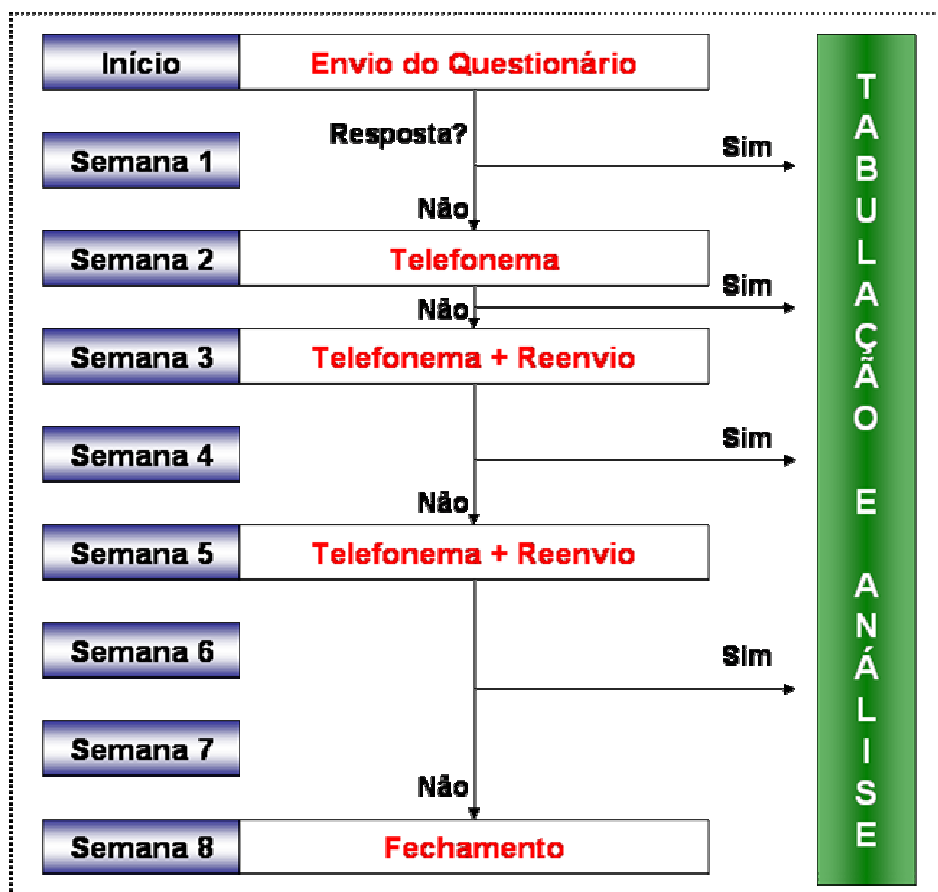 Início Envio do Questionário
Resposta?
Semana 1
Sim
Não
Semana 2 Telefonema
Sim
Não
Semana 3 Telefonema + Reenvio
Semana 4
Sim
Não
Semana 5 Telefonema + Reenvio
Semana 6
Sim
Semana 7
Não
Semana 8 Fechamento
TABULAÇÃO E ANÁLISE